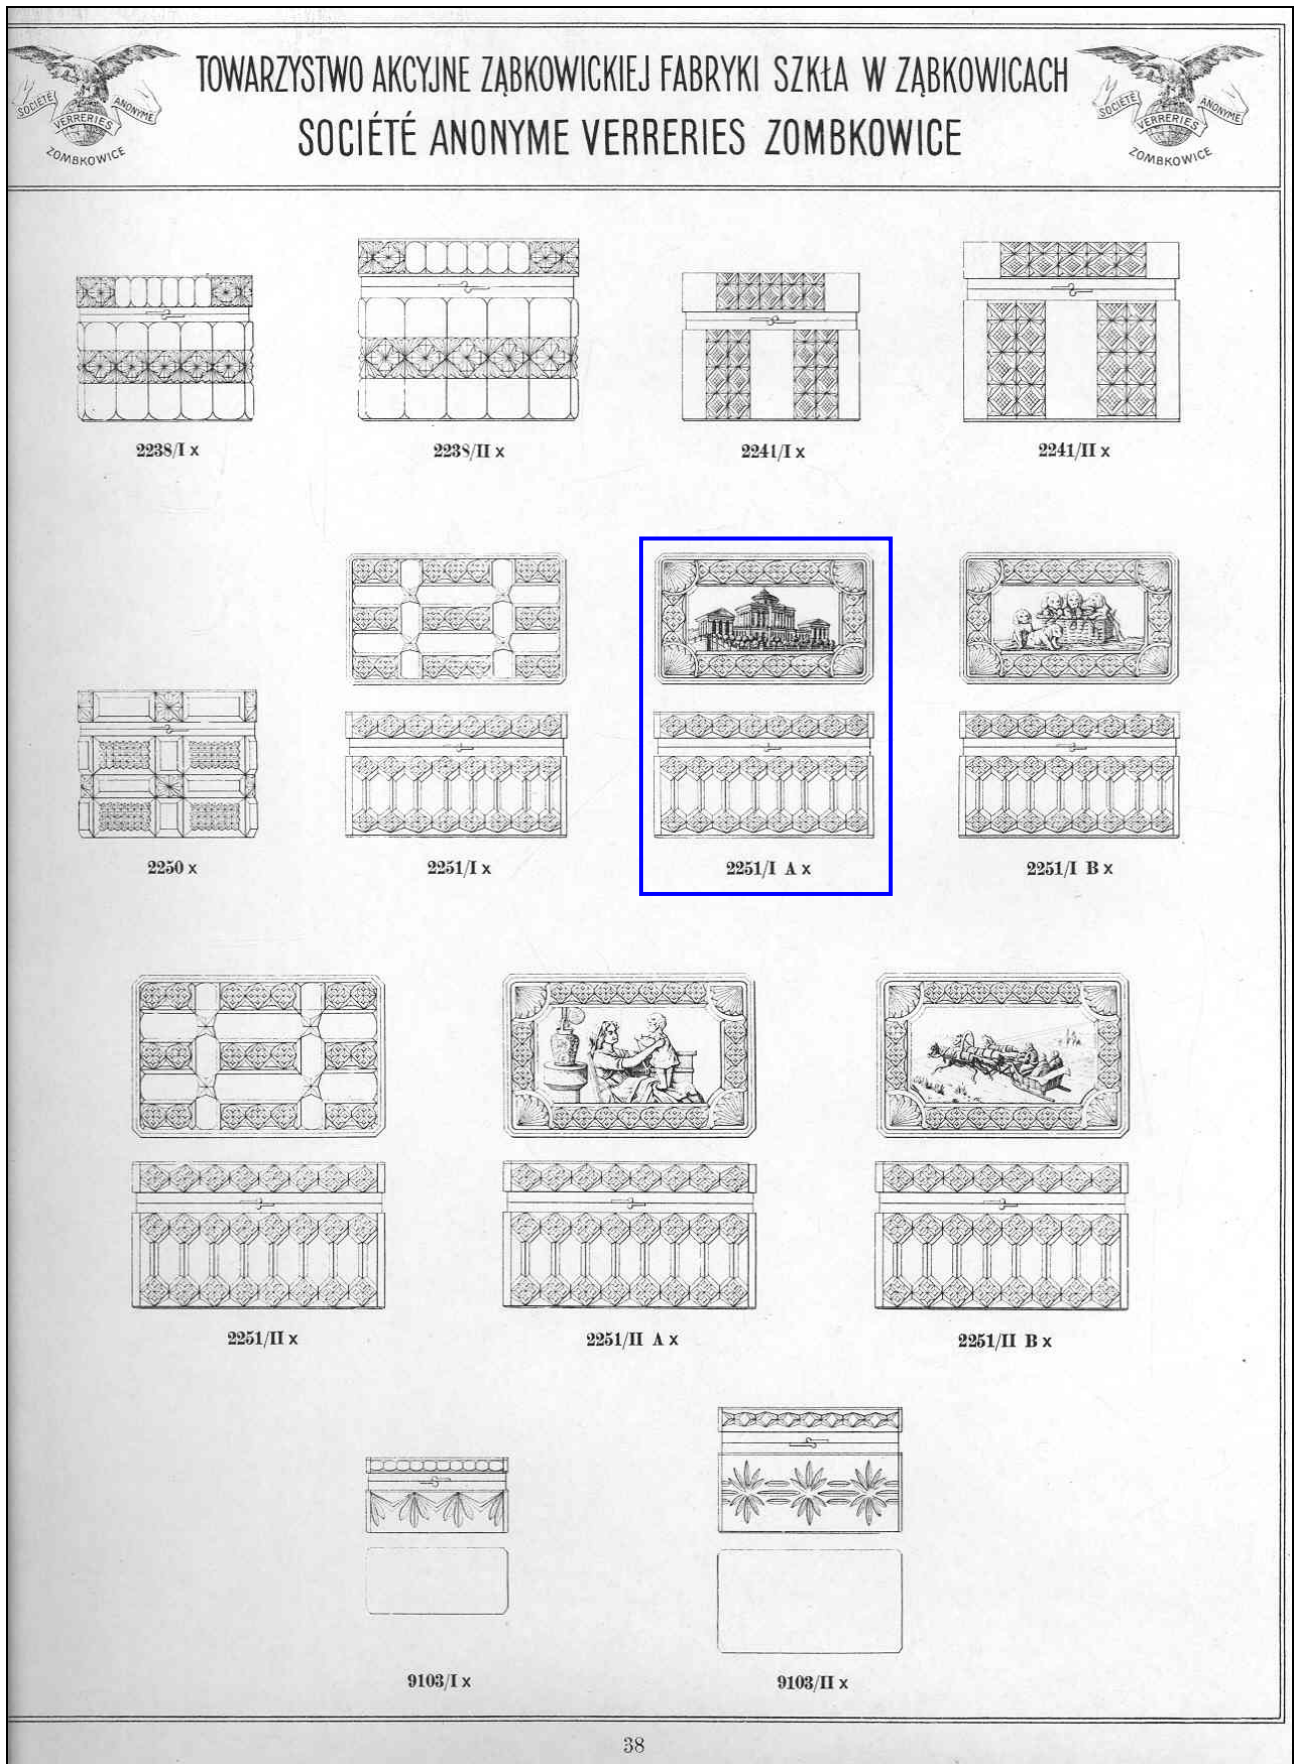 TOWARZYSTWO AKCYJNE ZĄBKOWICKIEJ FABRYKI SZKŁA W ZĄBKOWICACH
SOCIÉTÉ ANONYME VERRERIES ZOMBKOWICE
SOCIÉTÉ ANONYME
VERRERIES
ZOMBKOWICE
SOCIÉTÉ ANONYME
VERRERIES
ZOMBKOWICE
2238/I x
2238/II x
2241/I x
2241/II x
2250 x
2251/I x
2251/I A x
2251/I B x
2251/II x
2251/II A x
2251/II B x
9103/I x
9103/II x
38